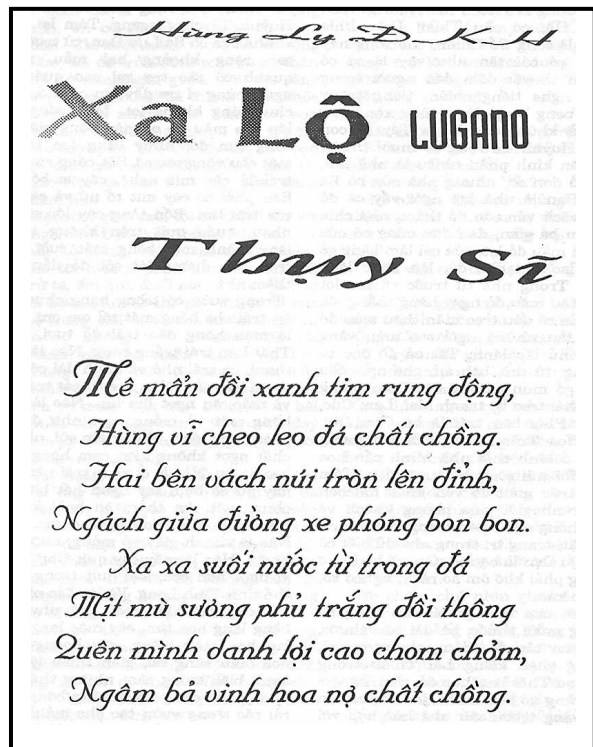 Hùng Lý Đ K H
Xa Lộ LUGANO
Thụy Sĩ
Mê mẩn đồi xanh tim rung động,
Hùng vĩ cheo leo đá chất chồng.
Hai bên vách núi tròn lên đỉnh,
Ngách giữa đường xe phóng bon bon.
Xa xa suối nước từ trong đá
Mịt mù sương phủ trắng đồi thông
Quên mình danh lợi cao chom chỏm,
Ngâm bả vinh hoa nợ chất chồng.